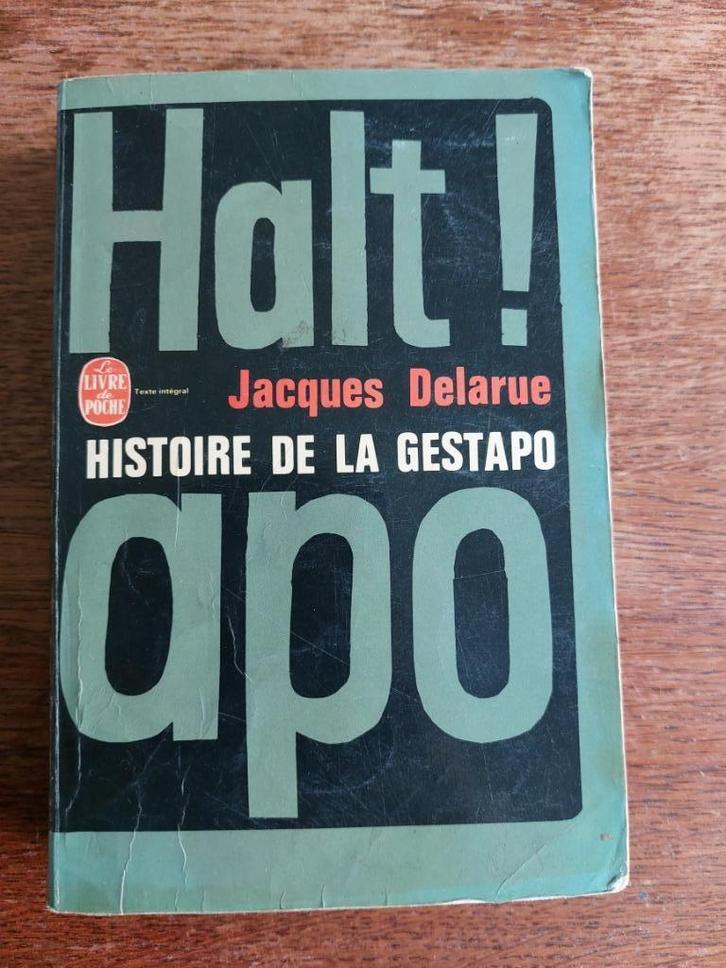 Halt !
Le
LIVRE
de
POCHE
Texte intégral
Jacques Delarue
HISTOIRE DE LA GESTAPO
apo